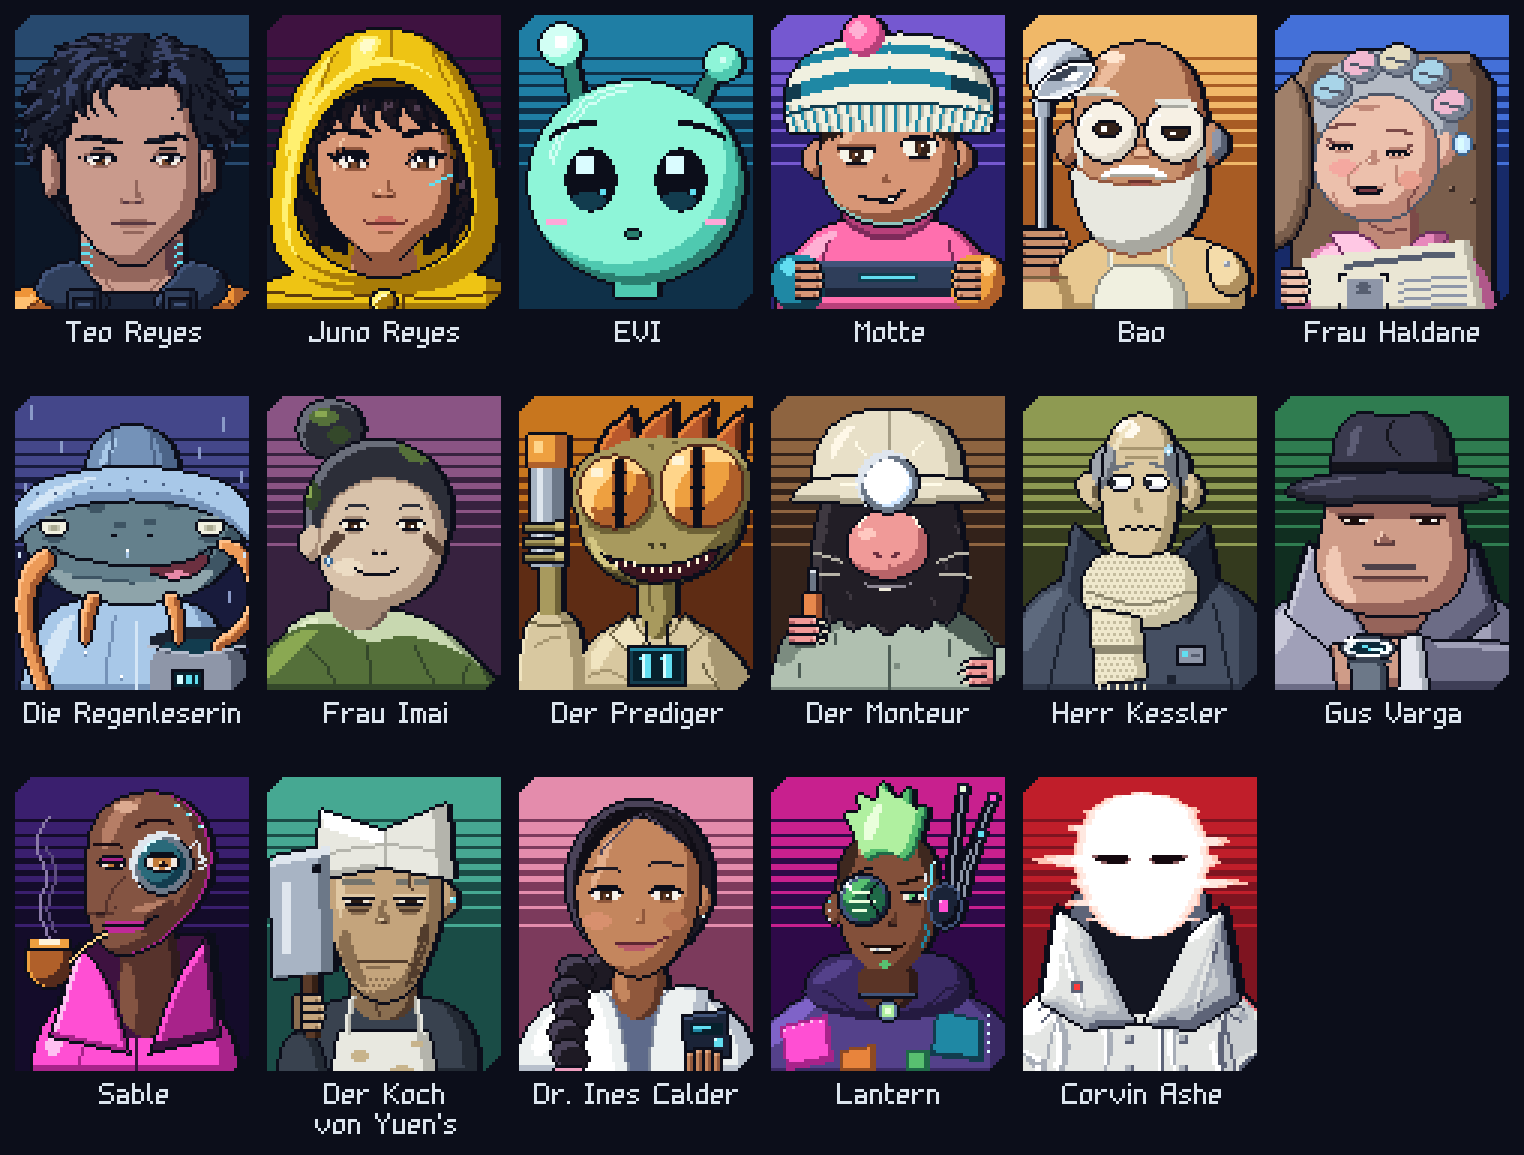 Teo Reyes
Juno Reyes
EVI
Motte
Bao
Frau Haldane
Die Regenleserin
Frau Imai
Der Prediger
Der Monteur
Herr Kessler
Gus Varga
Sable
Der Koch
von Yuen's
Dr. Ines Calder
Lantern
Corvin Ashe